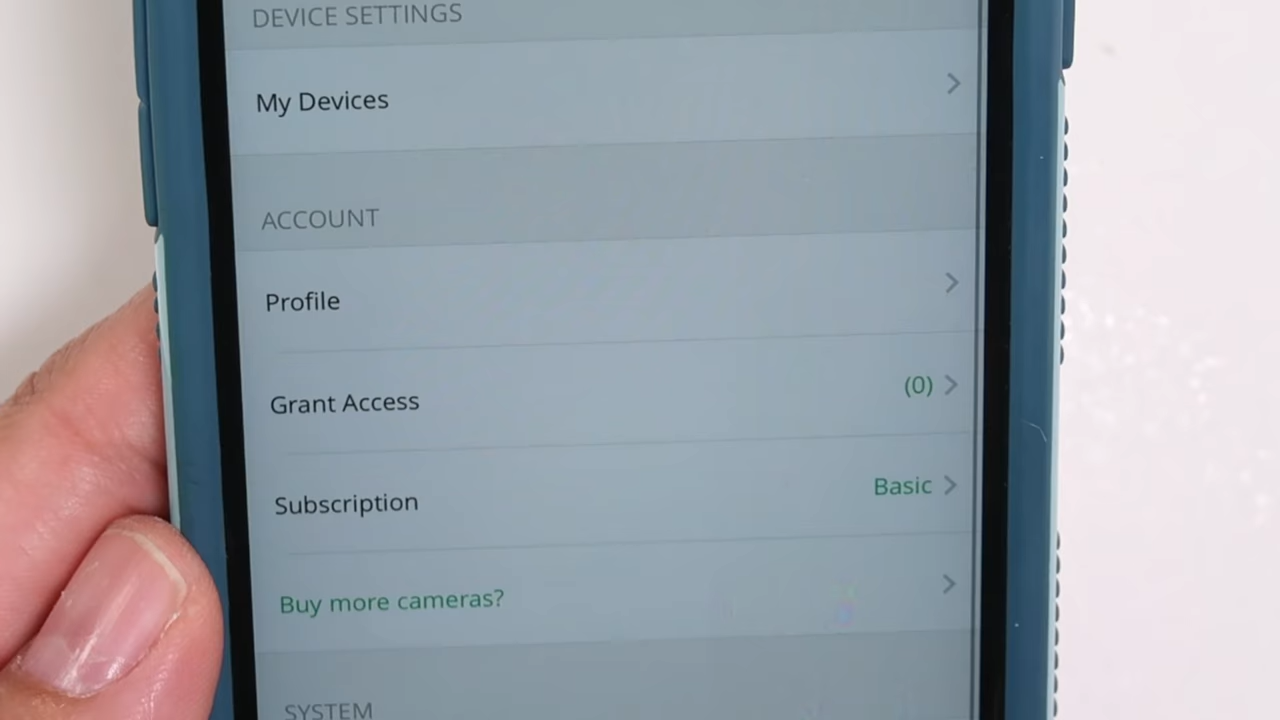 DEVICE SETTINGS
My Devices
ACCOUNT
Profile
Grant Access (0)
Subscription Basic
Buy more cameras?
SYSTEM